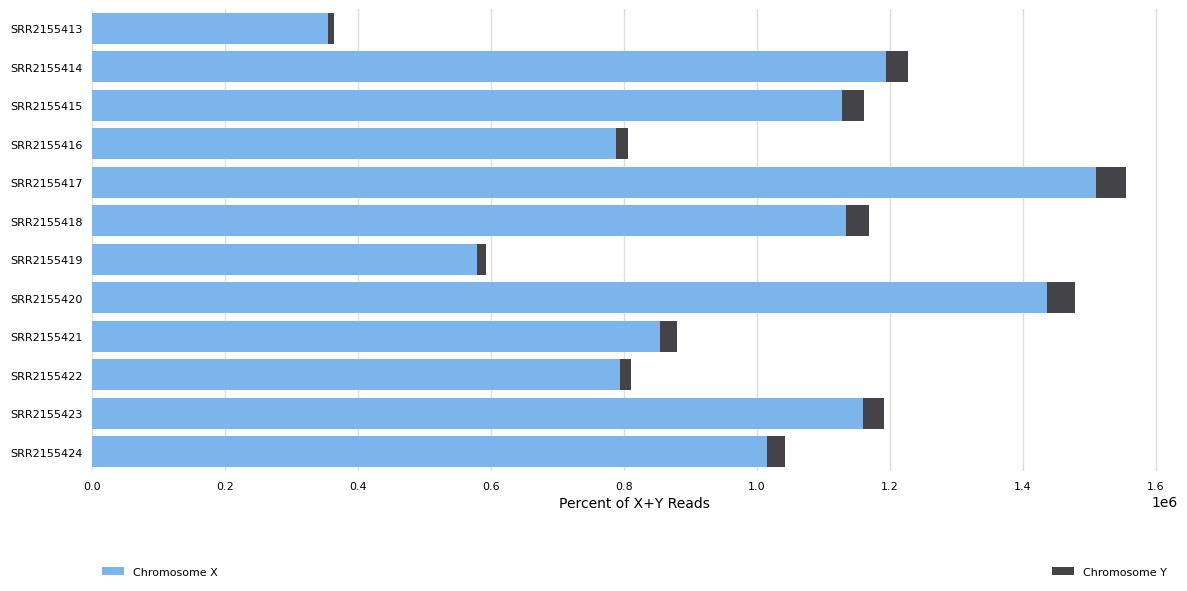 SRR2155413
SRR2155414
SRR2155415
SRR2155416
SRR2155417
SRR2155418
SRR2155419
SRR2155420
SRR2155421
SRR2155422
SRR2155423
SRR2155424
0.0 0.2 0.4 0.6 0.8 1.0 1.2 1.4 1.6
Percent of X+Y Reads
1e6
Chromosome X
Chromosome Y